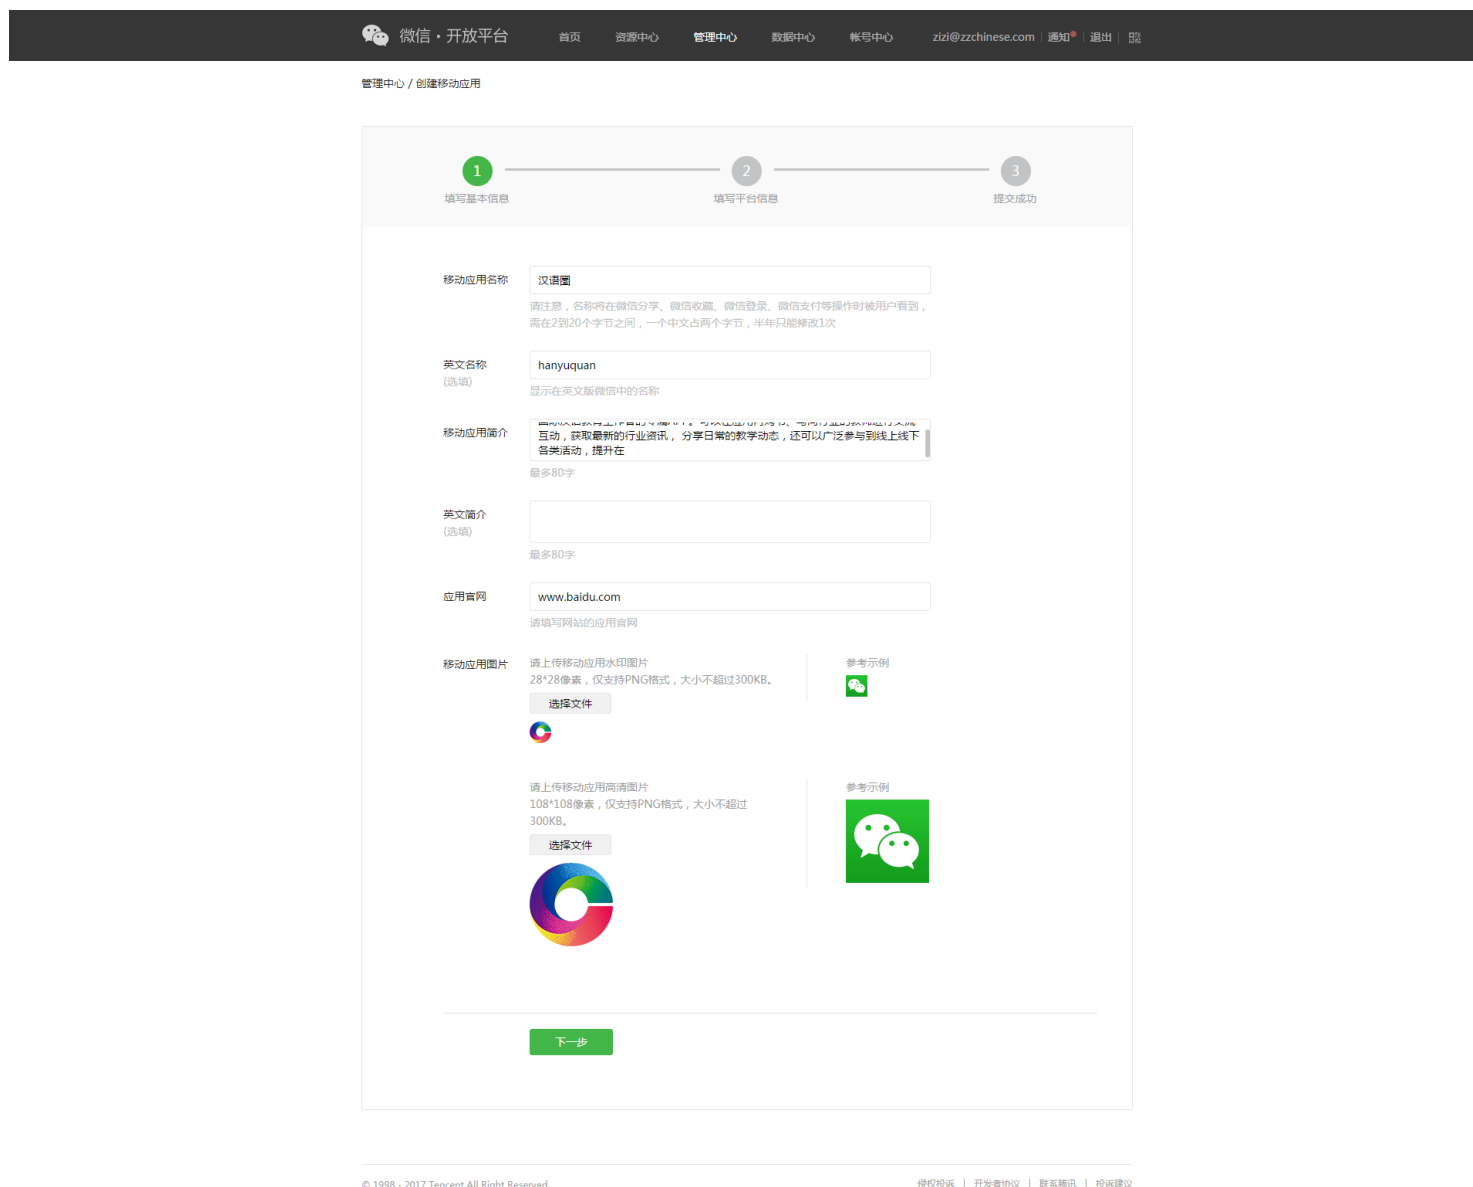 微信·开放平台 首页 资源中心 管理中心 数据中心 帐号中心 zizi@zzchinese.com 通知 退出
管理中心 / 创建移动应用
1 2 3
填写基本信息 填写平台信息 提交成功
移动应用名称 汉语圈
请注意，名称将在微信分享、微信收藏、微信登录、微信支付等操作时被用户看到，
需在2到20个字节之间，一个中文占两个字节，半年只能修改1次
英文名称 hanyuquan
(选填)
显示在英文版微信中的名称
移动应用简介
互动，获取最新的行业资讯， 分享日常的教学动态，还可以广泛参与到线上线下
各类活动，提升在
最多80字
英文简介
(选填)
最多80字
应用官网 www.baidu.com
请填写网站的应用官网
移动应用图片 请上传移动应用水印图片 参考示例
28*28像素，仅支持PNG格式，大小不超过300KB。
选择文件
请上传移动应用高清图片 参考示例
108*108像素，仅支持PNG格式，大小不超过
300KB。
选择文件
下一步
© 1998 - 2017 Tencent All Right Reserved. 侵权投诉 | 开发者协议 | 联系腾讯 | 投诉建议